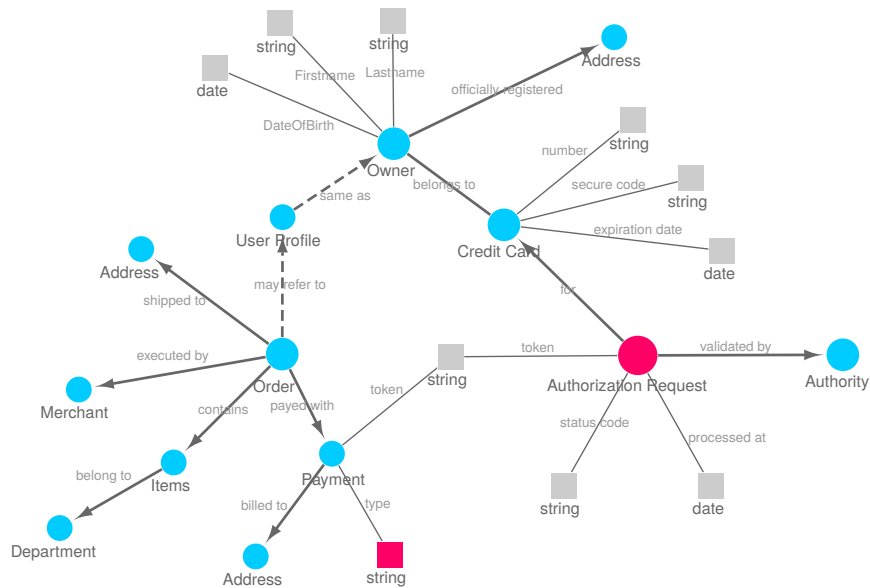 string
string
Address
Firstname
Lastname
date
officially registered
DateOfBirth
number
string
Owner
belongs to
secure code
same as
string
User Profile
expiration date
Credit Card
Address
date
may refer to
for
shipped to
token
validated by
executed by
string
Order
token
Authorization Request
Authority
Merchant
contains
payed with
status code
processed at
belong to
Items
Payment
billed to
type
string
date
Department
Address
string